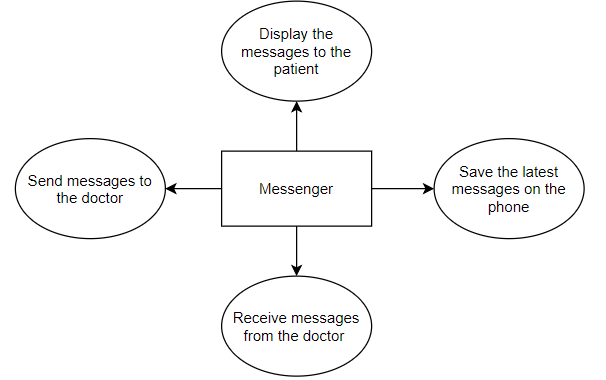 Display the
messages to the
patient
Send messages to
the doctor
Messenger
Save the latest
messages on the
phone
Receive messages
from the doctor